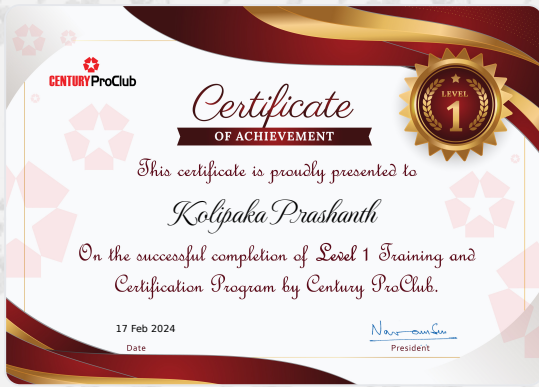 CENTURY ProClub
LEVEL
1
Certificate
OF ACHIEVEMENT
This certificate is proudly presented to
Kolipaka Prashanth
On the successful completion of Level 1 Training and
Certification Program by Century ProClub.
17 Feb 2024
Date
President